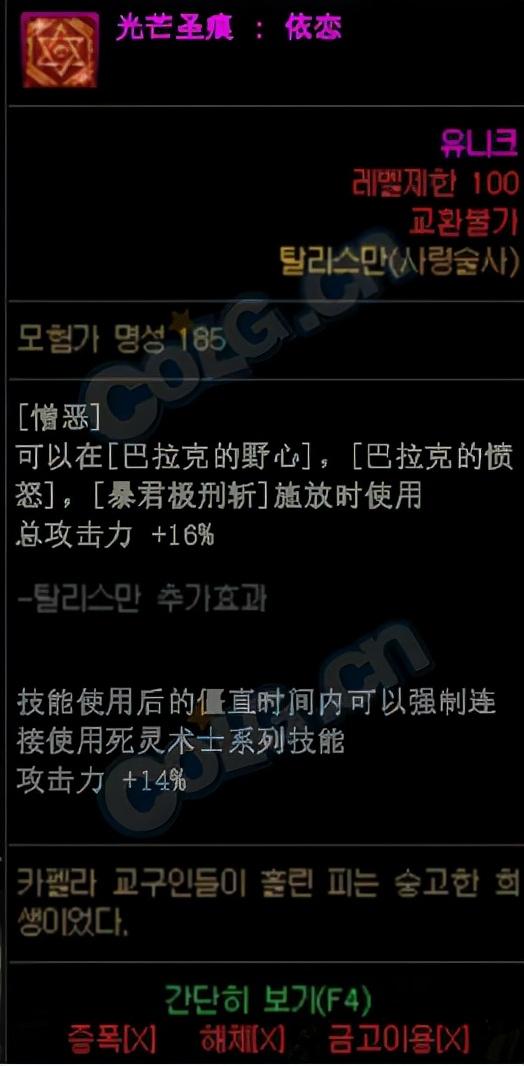 光芒圣痕 : 依恋
유니크
레벨제한 100
교환불가
탈리스만(사령술사)
모험가 명성 185
[憎恶]
可以在[巴拉克的野心], [巴拉克的愤
怒], [暴君极刑斩]施放时使用
总攻击力 +16%
-탈리스만 추가효과
技能使用后的僵直时间内可以强制连
接使用死灵术士系列技能
攻击力 +14%
카펠라 교구인들이 흘린 피는 숭고한 희
생이었다.
간단히 보기(F4)
증폭[X] 해체[X] 금고이용[X]
COLG.cn
COLG.cn